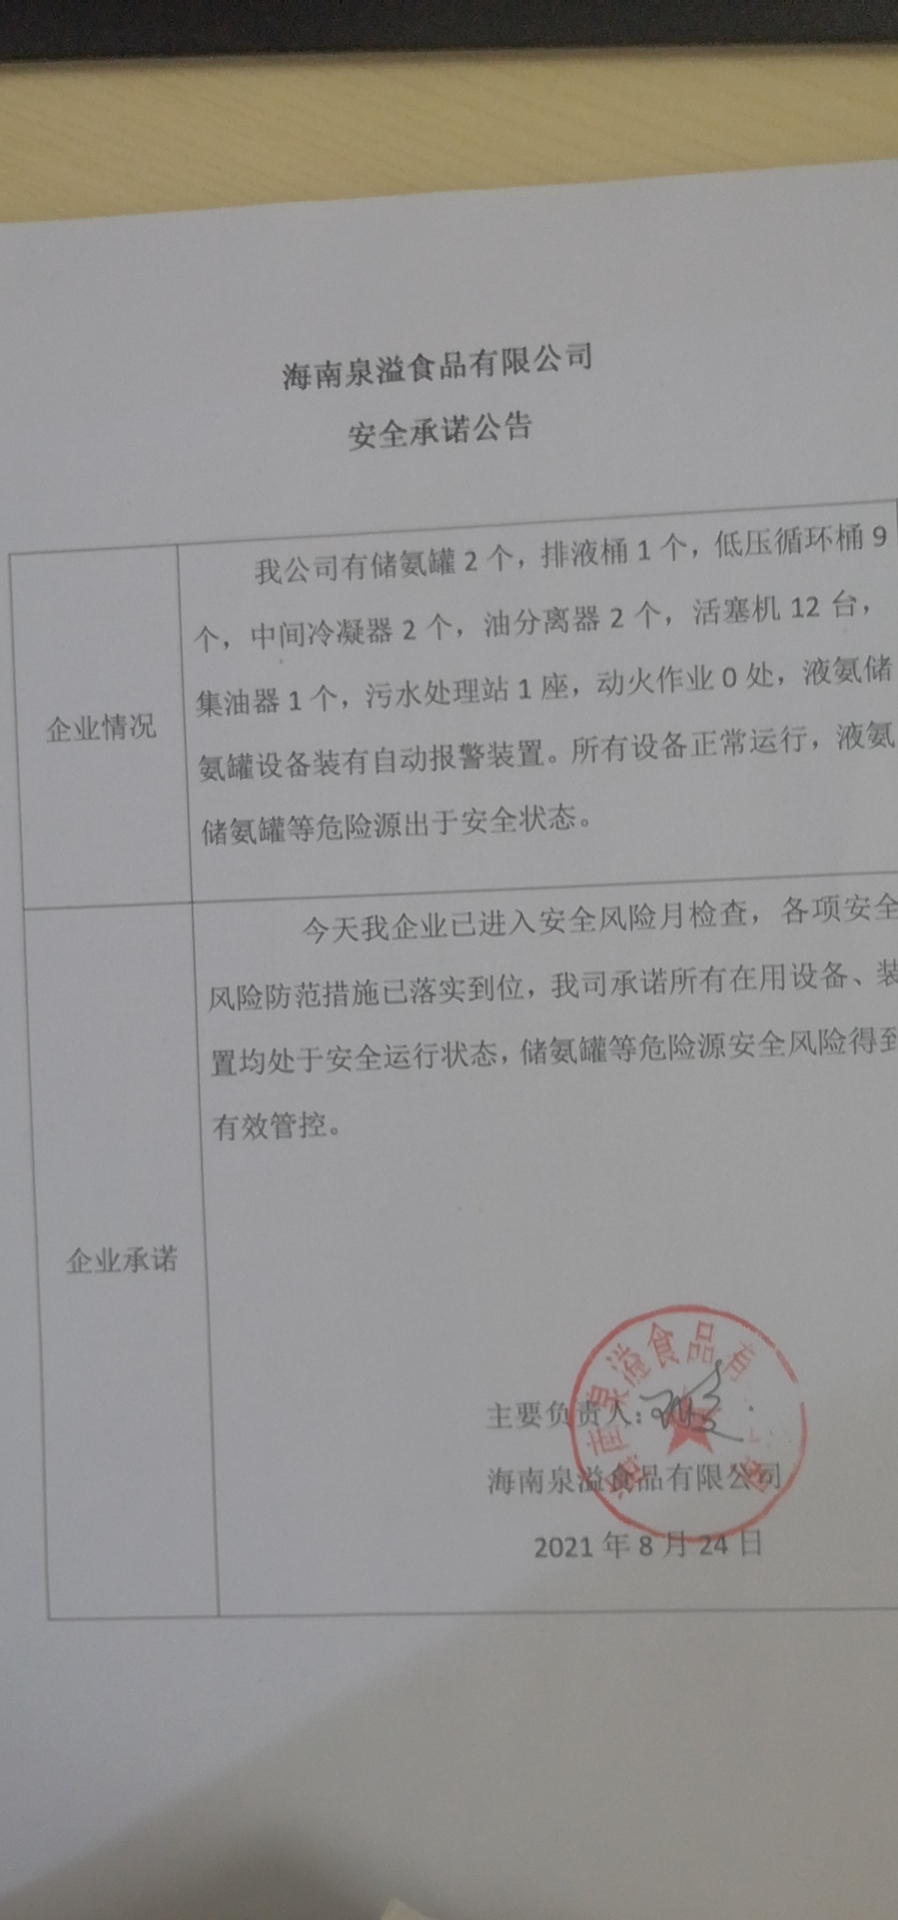 海南泉溢食品有限公司
安全承诺公告
企业情况
我公司有储氨罐 2 个，排液桶 1 个，低压循环桶 9
个，中间冷凝器 2 个，油分离器 2 个，活塞机 12 台，
集油器 1 个，污水处理站 1 座，动火作业 0 处，液氨储
氨罐设备装有自动报警装置。所有设备正常运行，液氨
储氨罐等危险源出于安全状态。
企业承诺
今天我企业已进入安全风险月检查，各项安全
风险防范措施已落实到位，我司承诺所有在用设备、装
置均处于安全运行状态，储氨罐等危险源安全风险得到
有效管控。
主要负责人：
海南泉溢食品有限公司
2021 年 8 月 24 日
南泉溢食品有